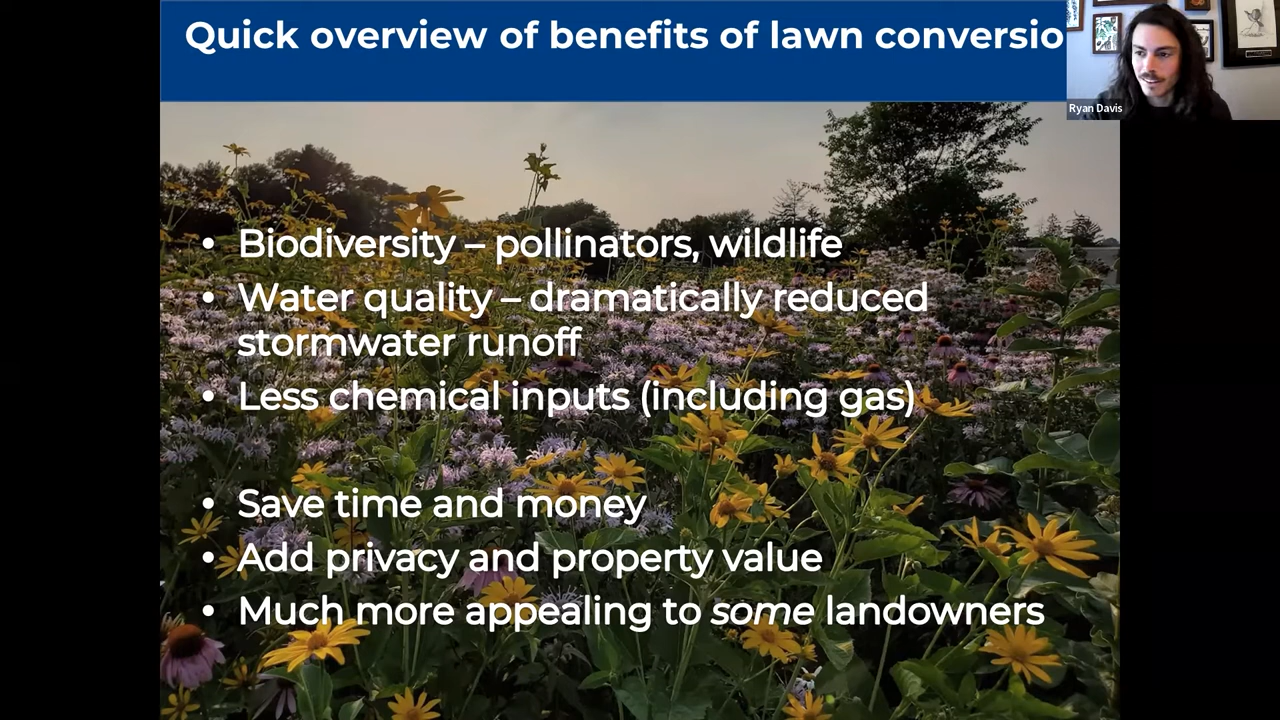 Quick overview of benefits of lawn conversio
Ryan Davis
• Biodiversity – pollinators, wildlife
• Water quality – dramatically reduced
stormwater runoff
• Less chemical inputs (including gas)
• Save time and money
• Add privacy and property value
• Much more appealing to some landowners